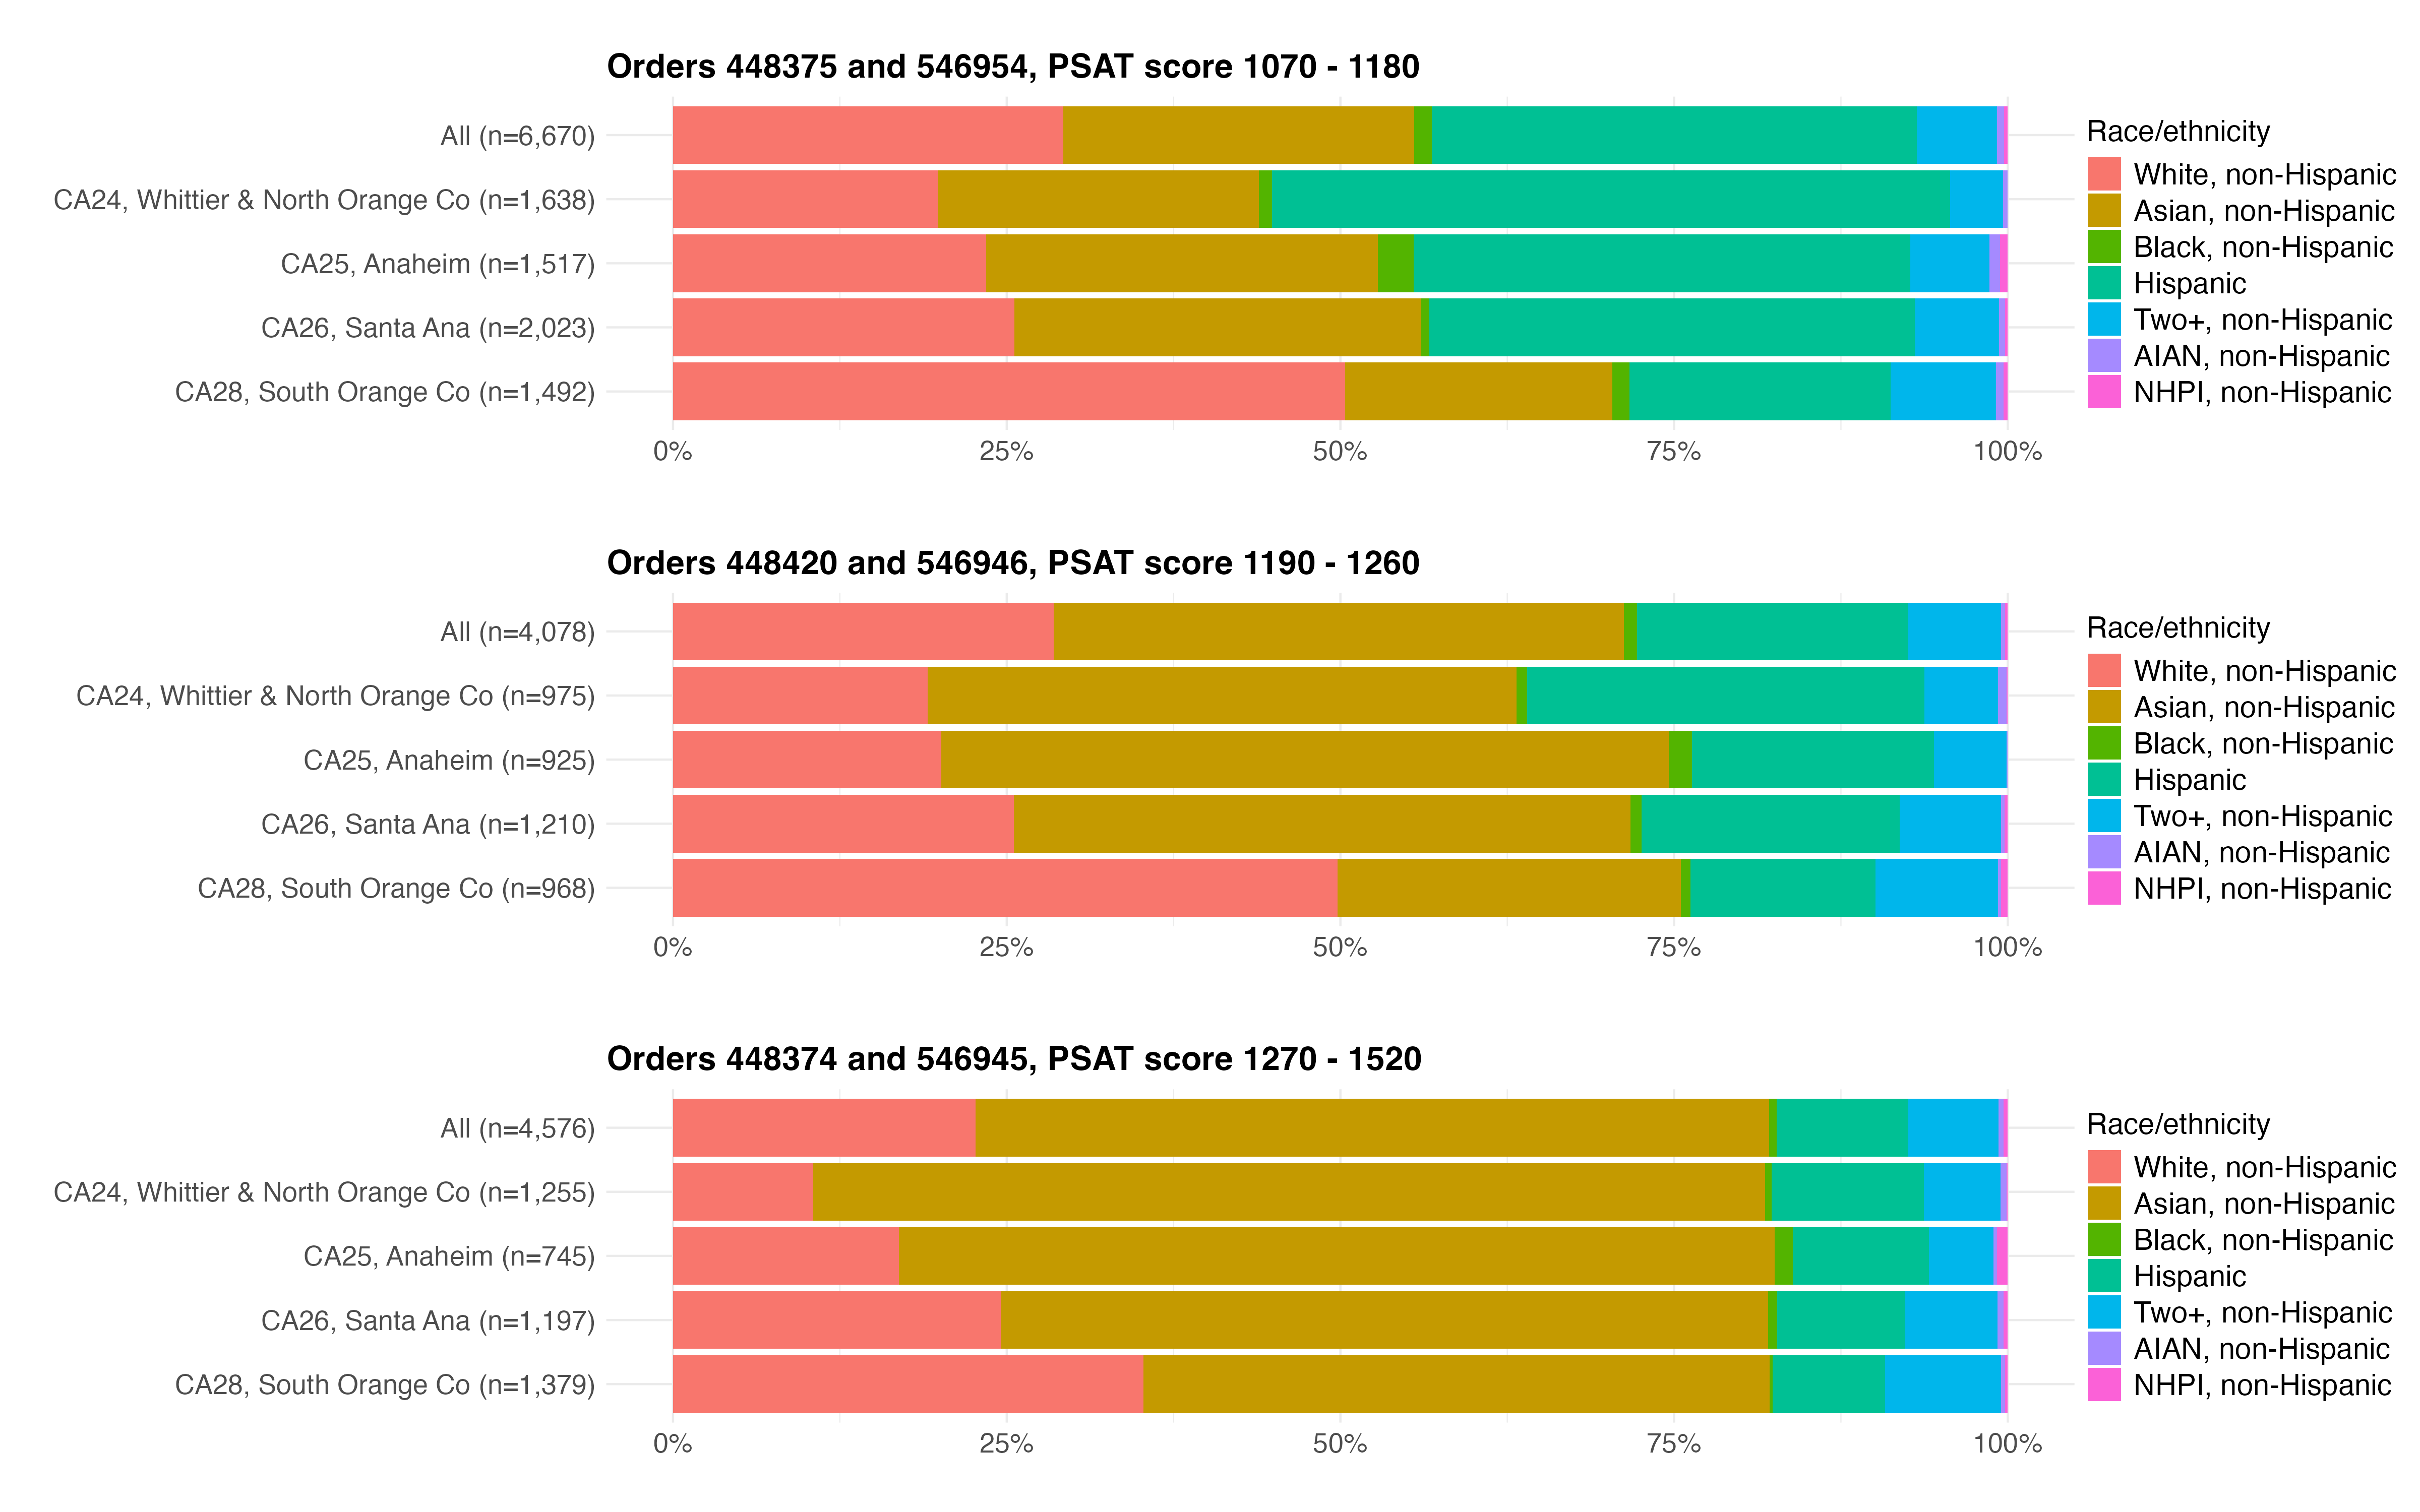 Orders 448375 and 546954, PSAT score 1070 - 1180
All (n=6,670)
CA24, Whittier & North Orange Co (n=1,638)
CA25, Anaheim (n=1,517)
CA26, Santa Ana (n=2,023)
CA28, South Orange Co (n=1,492)
0% 25% 50% 75% 100%
Race/ethnicity
White, non-Hispanic
Asian, non-Hispanic
Black, non-Hispanic
Hispanic
Two+, non-Hispanic
AIAN, non-Hispanic
NHPI, non-Hispanic
Orders 448420 and 546946, PSAT score 1190 - 1260
All (n=4,078)
CA24, Whittier & North Orange Co (n=975)
CA25, Anaheim (n=925)
CA26, Santa Ana (n=1,210)
CA28, South Orange Co (n=968)
0% 25% 50% 75% 100%
Race/ethnicity
White, non-Hispanic
Asian, non-Hispanic
Black, non-Hispanic
Hispanic
Two+, non-Hispanic
AIAN, non-Hispanic
NHPI, non-Hispanic
Orders 448374 and 546945, PSAT score 1270 - 1520
All (n=4,576)
CA24, Whittier & North Orange Co (n=1,255)
CA25, Anaheim (n=745)
CA26, Santa Ana (n=1,197)
CA28, South Orange Co (n=1,379)
0% 25% 50% 75% 100%
Race/ethnicity
White, non-Hispanic
Asian, non-Hispanic
Black, non-Hispanic
Hispanic
Two+, non-Hispanic
AIAN, non-Hispanic
NHPI, non-Hispanic